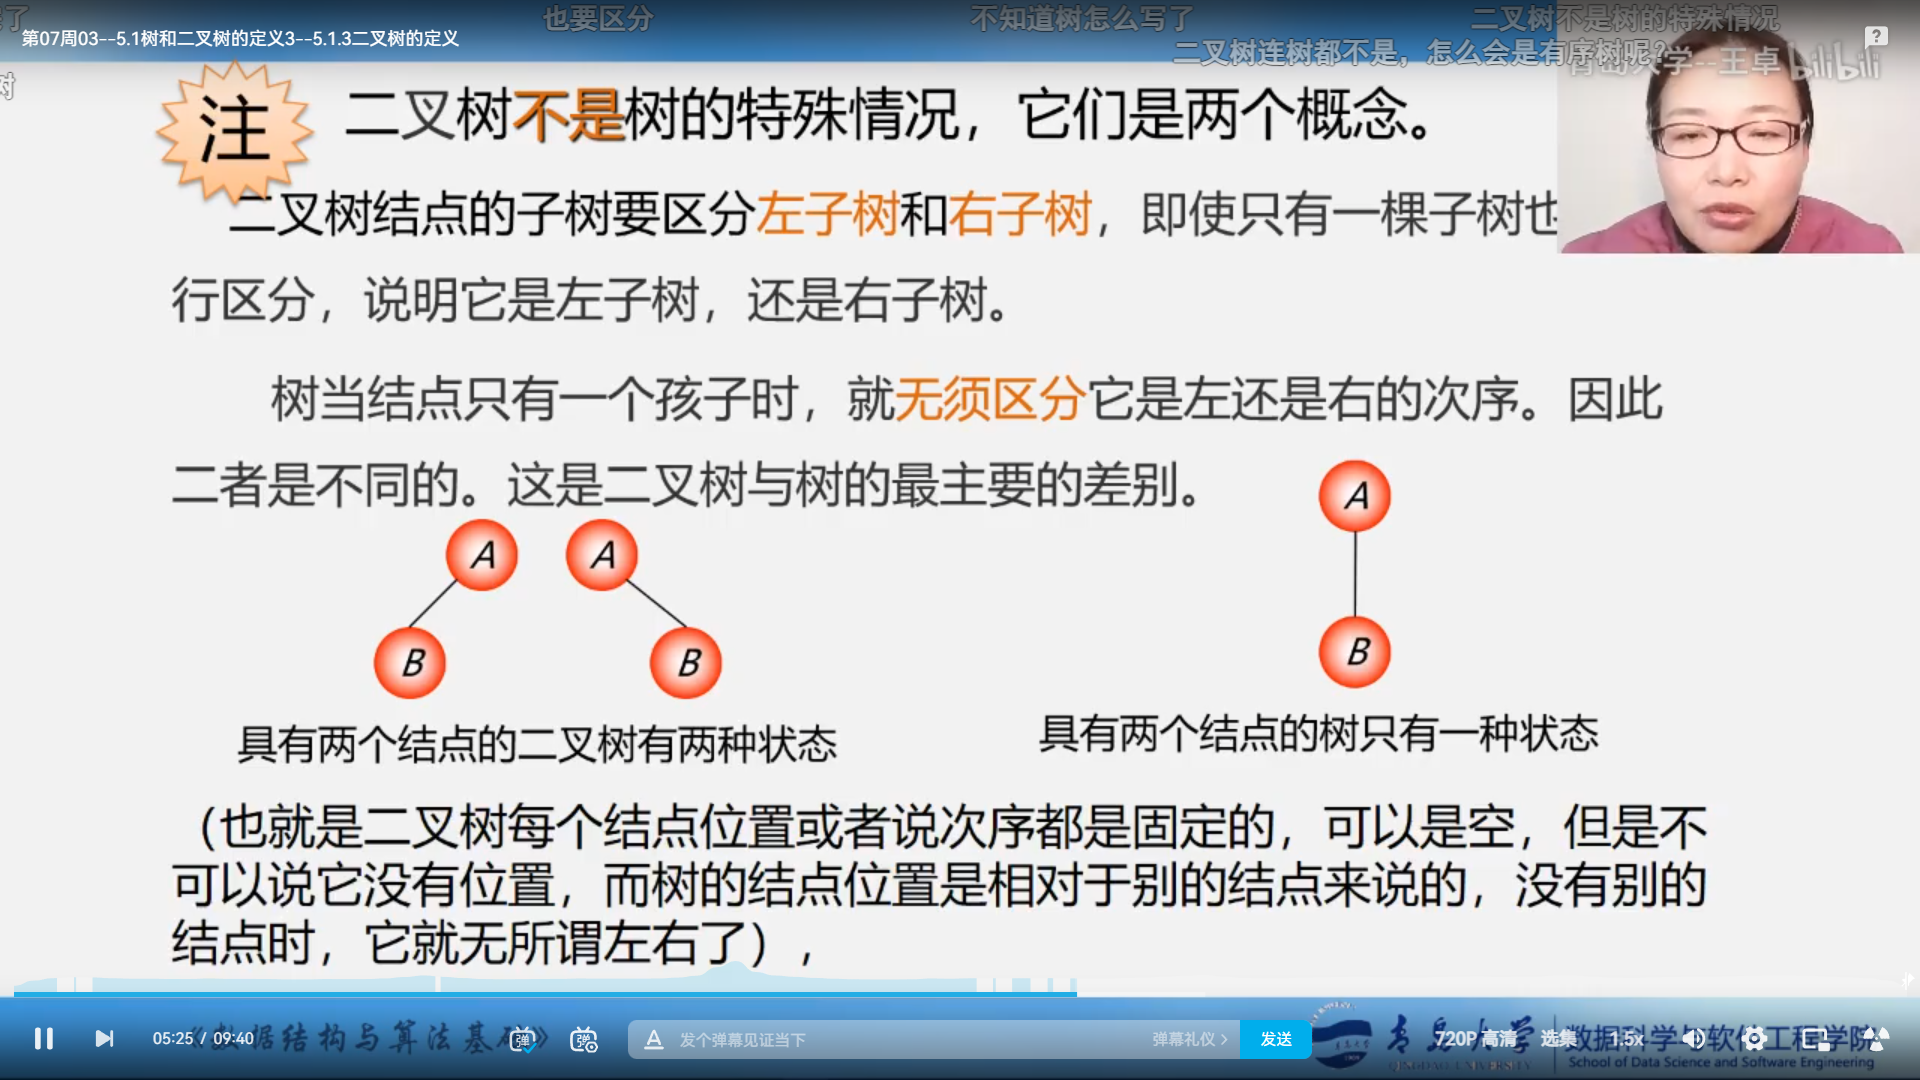 也要区分
不知道树怎么写了
二叉树不是树的特殊情况
第07周03--5.1树和二叉树的定义3--5.1.3二叉树的定义
二叉树连树都不是，怎么会是有序树呢?
青岛大学--王卓 bilibili
树
注
二叉树不是树的特殊情况，它们是两个概念。
二叉树结点的子树要区分左子树和右子树，即使只有一棵子树也
行区分，说明它是左子树，还是右子树。
树当结点只有一个孩子时，就无须区分它是左还是右的次序。因此
二者是不同的。这是二叉树与树的最主要的差别。
A
A
A
B
B
B
具有两个结点的二叉树有两种状态
具有两个结点的树只有一种状态
（也就是二叉树每个结点位置或者说次序都是固定的，可以是空，但是不
可以说它没有位置，而树的结点位置是相对于别的结点来说的，没有别的
结点时，它就无所谓左右了），
05:25 / 09:40
《数据结构与算法基础》
弹
弹
A 发个弹幕见证当下
弹幕礼仪 >
发送
青岛大学
QINGDAO UNIVERSITY
720P 高清
选集
1.5x
数据科学与软件工程学院
School of Data Science and Software Engineering